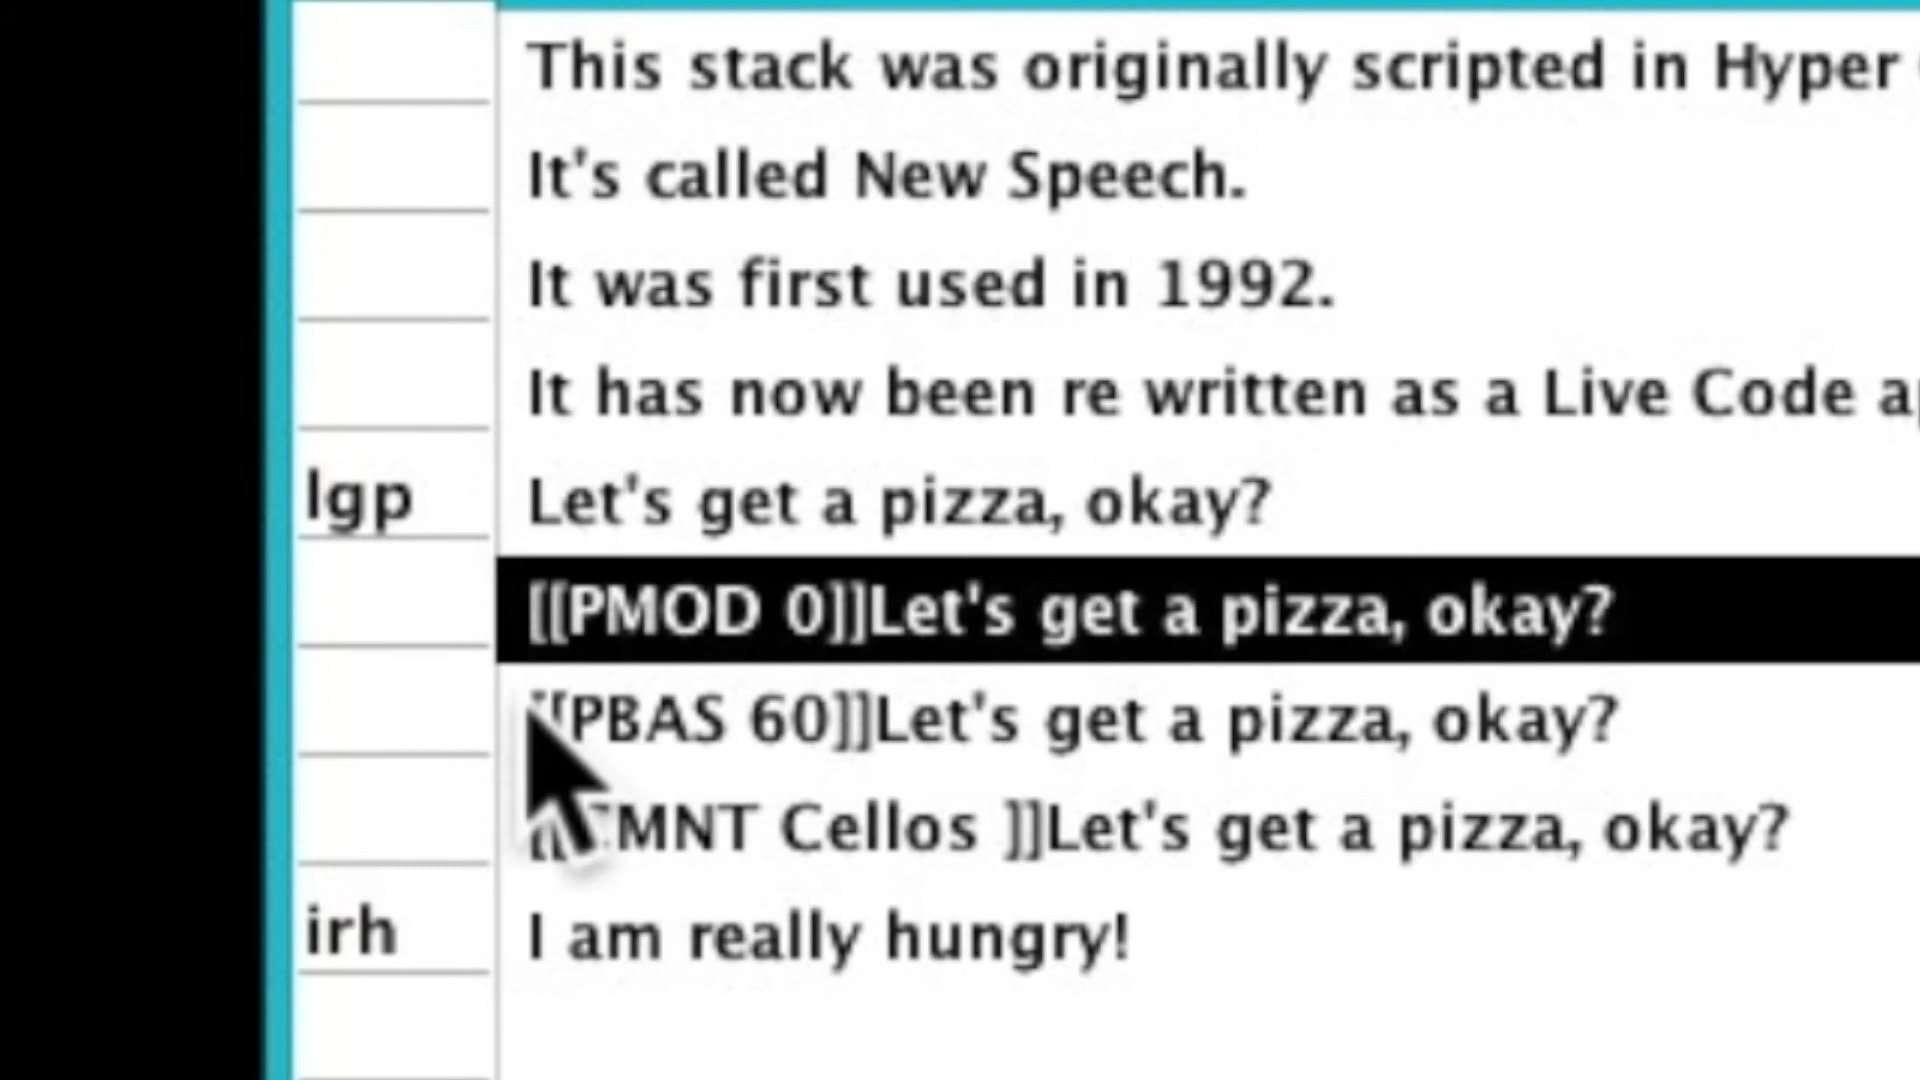 This stack was originally scripted in Hyper
It's called New Speech.
It was first used in 1992.
It has now been re written as a Live Code
lgp Let's get a pizza, okay?
[[PMOD 0]]Let's get a pizza, okay?
[[PBAS 60]]Let's get a pizza, okay?
Cellos ]]Let's get a pizza, okay?
irh I am really hungry!